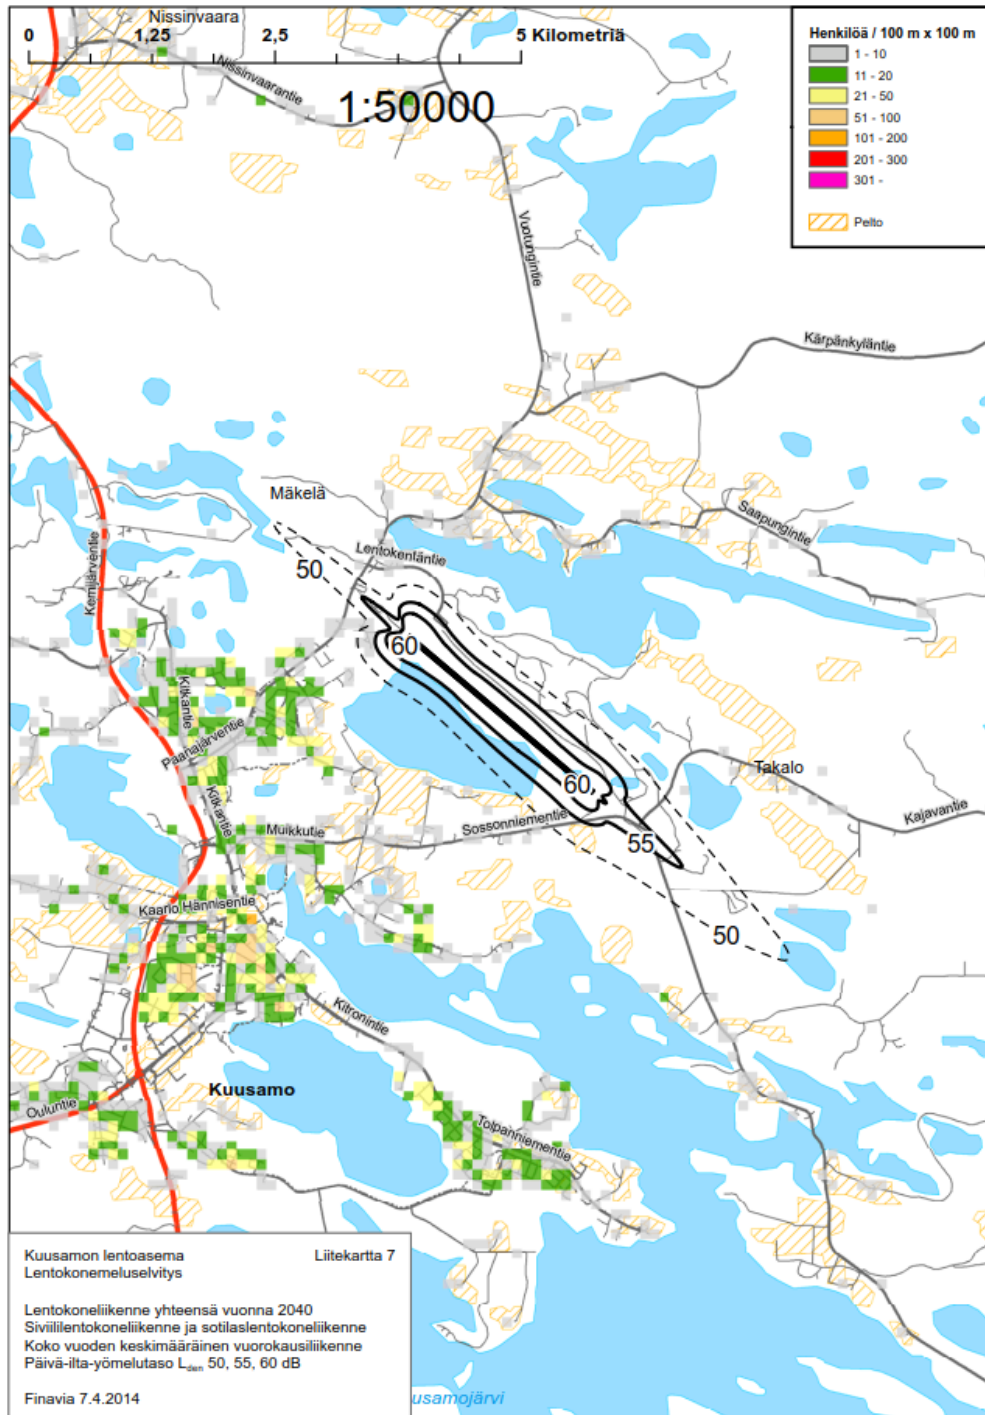 Nissinvaara
0 1,25 2,5 5 Kilometriä
Nissinvaarantie
1:50000
Henkilöä / 100 m x 100 m
1 - 10
11 - 20
21 - 50
51 - 100
101 - 200
201 - 300
301 -
Pelto
Vuotungintie
Kärpänkyläntie
Mäkelä
Saapungintie
Lentokentäntie
50
Kemijärventie
60
Kitkantie
Paanajärventie
Takalo
60
Kajavantie
Kitkantie
Muikkutie
Sossonniementie
55
Kaarlo Hännisentie
50
Kitronintie
Kuusamo
Ouluntie
Tolpanniementie
Kuusamon lentoasema Liitekartta 7
Lentokonemeluselvitys
Lentokoneliikenne yhteensä vuonna 2040
Siviililentokoneliikenne ja sotilaslentokoneliikenne
Koko vuoden keskimääräinen vuorokausiliikenne
Päivä-ilta-yömelutaso Lden 50, 55, 60 dB
Finavia 7.4.2014
usamojärvi